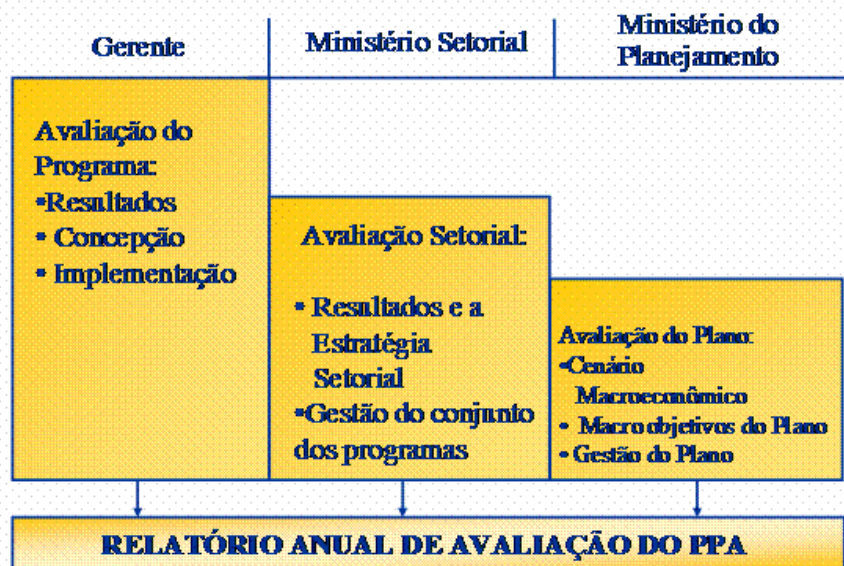 Gerente
Ministério Setorial
Ministério do
Planejamento
Avaliação do
Programa:
•Resultados
• Concepção
• Implementação
Avaliação Setorial:
• Resultados e a
Estratégia
Setorial
•Gestão do conjunto
dos programas
Avaliação do Plano:
•Cenário
Macroeconômico
• Macroobjetivos do Plano
• Gestão do Plano
RELATÓRIO ANUAL DE AVALIAÇÃO DO PPA